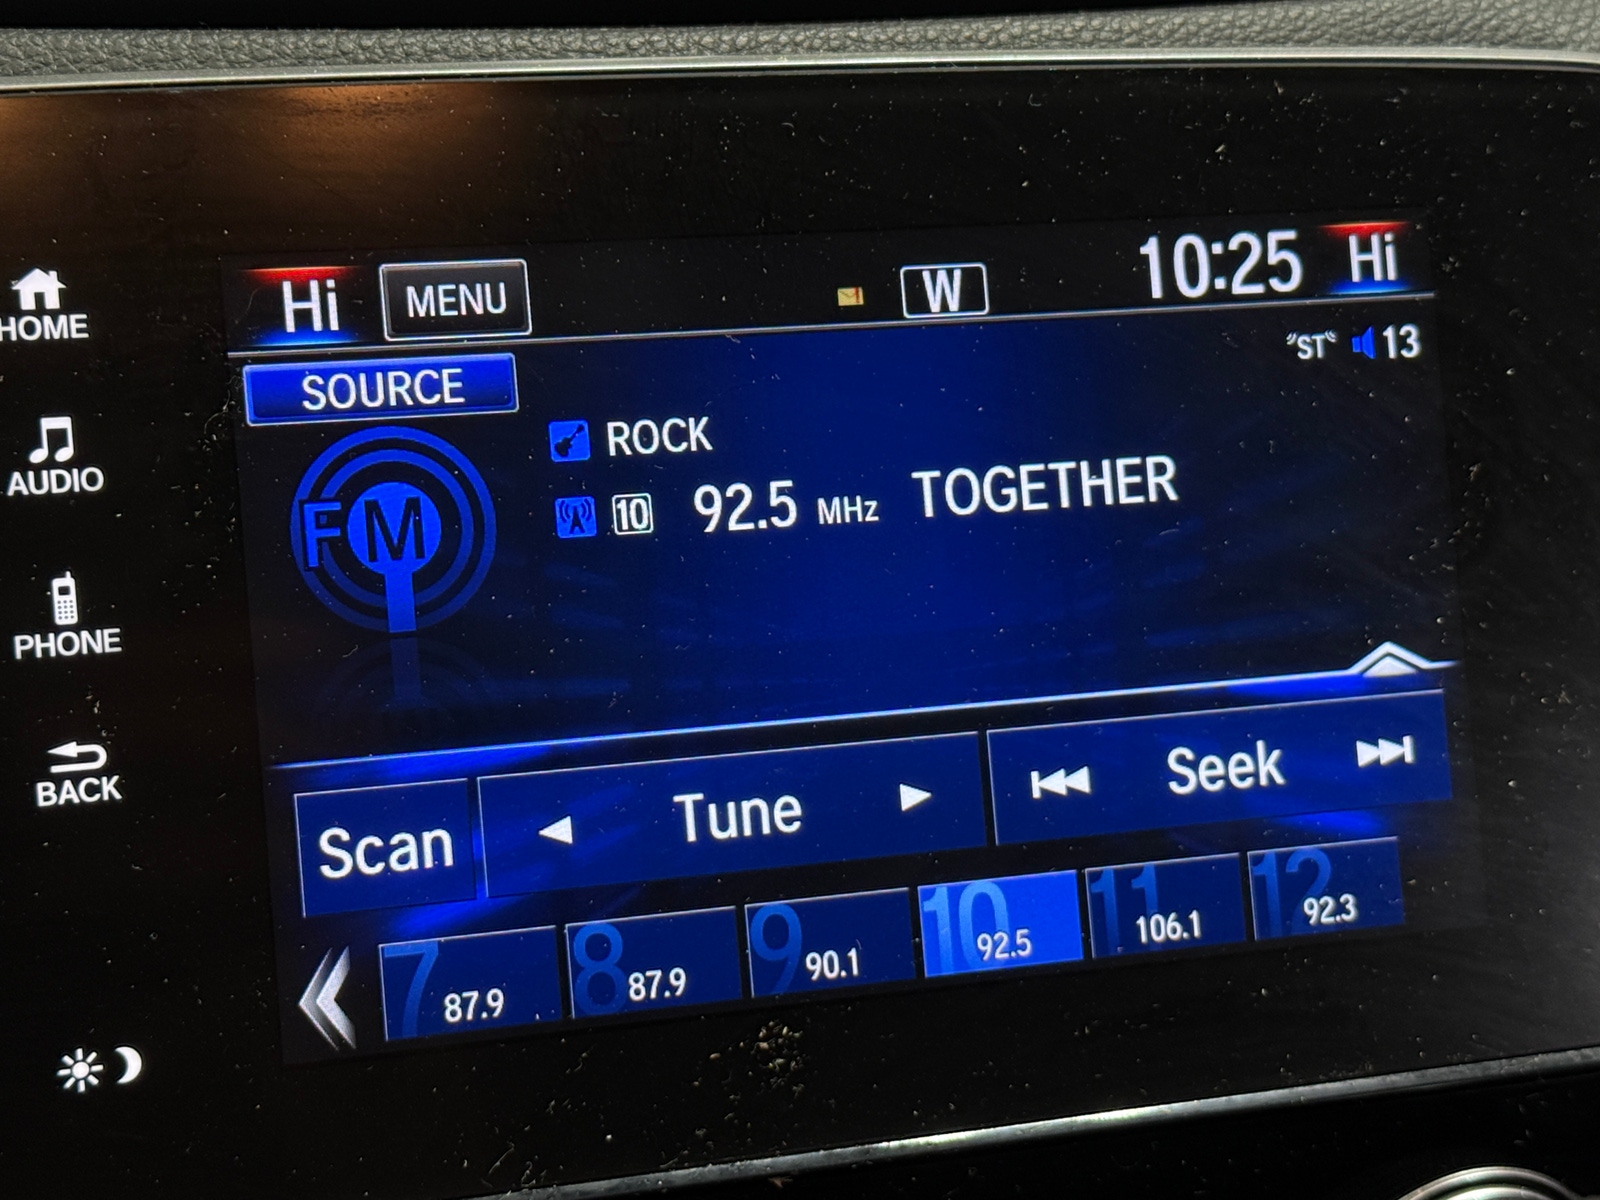 Hi MENU W 10:25 Hi
HOME
"ST" 13
SOURCE
ROCK
AUDIO
FM
10 92.5 MHz TOGETHER
PHONE
BACK
Scan Tune Seek
7 87.9 8 87.9 9 90.1 10 92.5 11 106.1 12 92.3